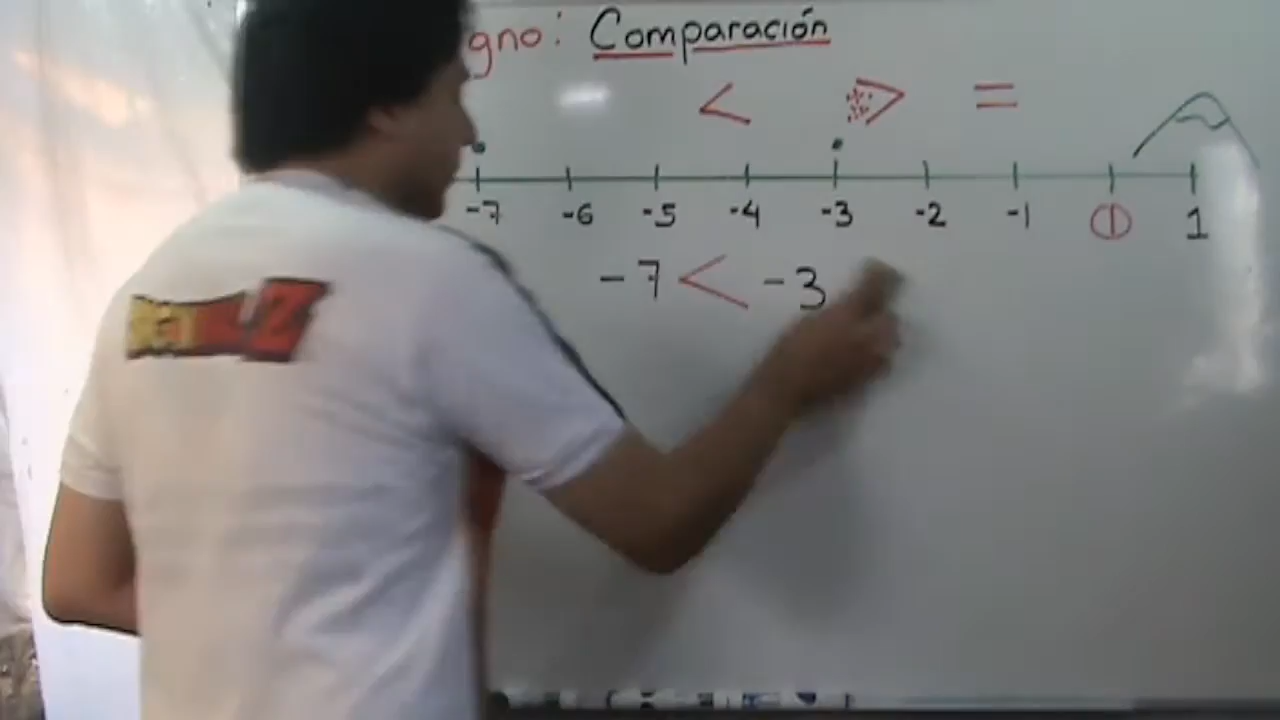 gno: Comparación
< > =
-7 -6 -5 -4 -3 -2 -1 0 1
-7 < -3
Z